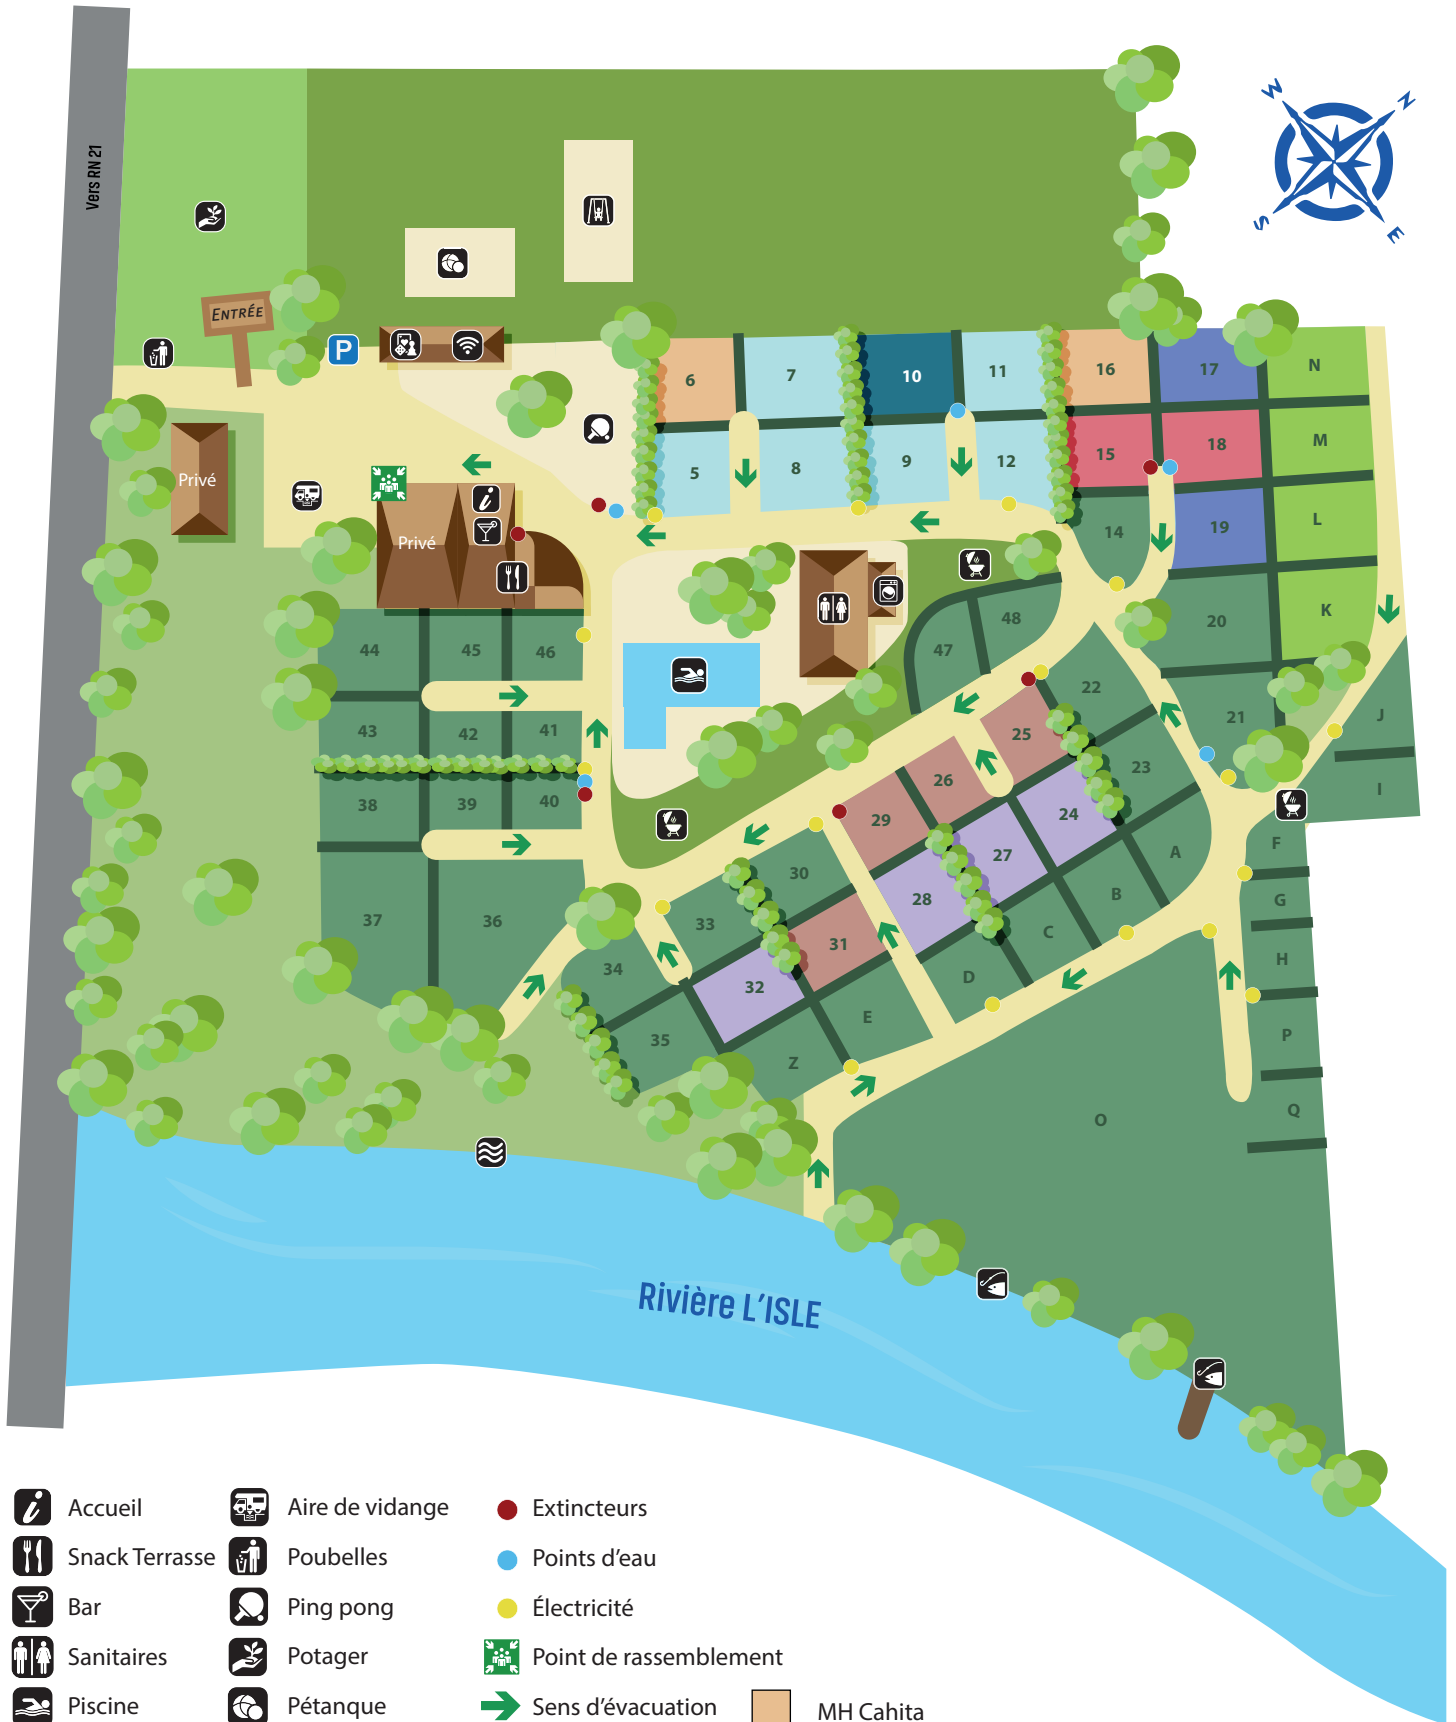 Vers RN 21
W
N
S
E
ENTRÉE
P
6
7
10
11
16
17
N
5
8
9
12
15
18
M
14
19
L
Privé
Privé
48
20
K
44
45
46
47
22
21
J
43
42
41
25
23
I
38
39
40
26
24
29
27
A
F
30
28
B
G
37
36
33
31
C
H
34
32
D
P
35
E
Z
O
Q
Rivière L'ISLE
Accueil
Aire de vidange
Extincteurs
Snack Terrasse
Poubelles
Points d'eau
Bar
Ping pong
Électricité
Sanitaires
Potager
Point de rassemblement
Piscine
Pétanque
Sens d'évacuation
MH Cahita